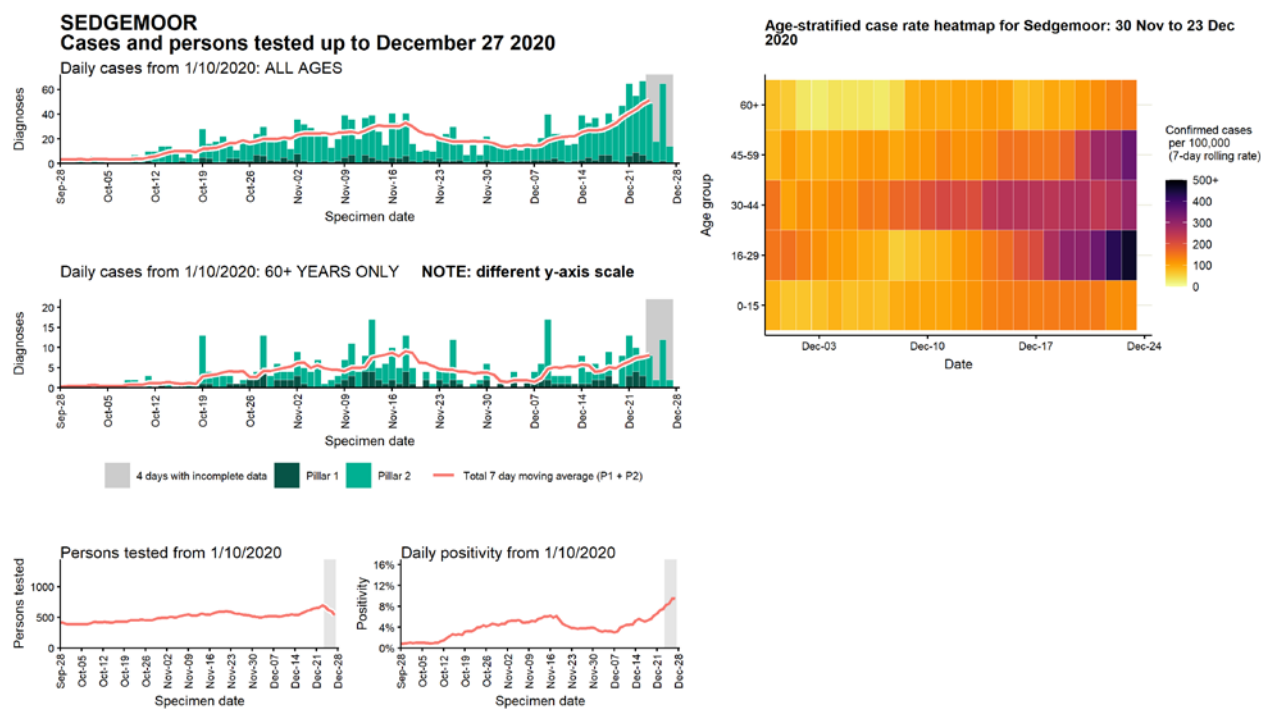 SEDGEMOOR
Cases and persons tested up to December 27 2020
Daily cases from 1/10/2020: ALL AGES
Diagnoses
60
40
20
0
Sep-28 Oct-05 Oct-12 Oct-19 Oct-26 Nov-02 Nov-09 Nov-16 Nov-23 Nov-30 Dec-07 Dec-14 Dec-21 Dec-28
Specimen date
Daily cases from 1/10/2020: 60+ YEARS ONLY NOTE: different y-axis scale
Diagnoses
20
15
10
5
0
Sep-28 Oct-05 Oct-12 Oct-19 Oct-26 Nov-02 Nov-09 Nov-16 Nov-23 Nov-30 Dec-07 Dec-14 Dec-21 Dec-28
Specimen date
4 days with incomplete data Pillar 1 Pillar 2 Total 7 day moving average (P1 + P2)
Persons tested from 1/10/2020
Persons tested
1000
500
0
Sep-28 Oct-05 Oct-12 Oct-19 Oct-26 Nov-02 Nov-09 Nov-16 Nov-23 Nov-30 Dec-07 Dec-14 Dec-21 Dec-28
Specimen date
Daily positivity from 1/10/2020
Positivity
16%
12%
8%
4%
0%
Sep-28 Oct-05 Oct-12 Oct-19 Oct-26 Nov-02 Nov-09 Nov-16 Nov-23 Nov-30 Dec-07 Dec-14 Dec-21 Dec-28
Specimen date
Age-stratified case rate heatmap for Sedgemoor: 30 Nov to 23 Dec
2020
Age group
60+
45-59
30-44
16-29
0-15
Dec-03 Dec-10 Dec-17 Dec-24
Date
Confirmed cases
per 100,000
(7-day rolling rate)
500+
400
300
200
100
0